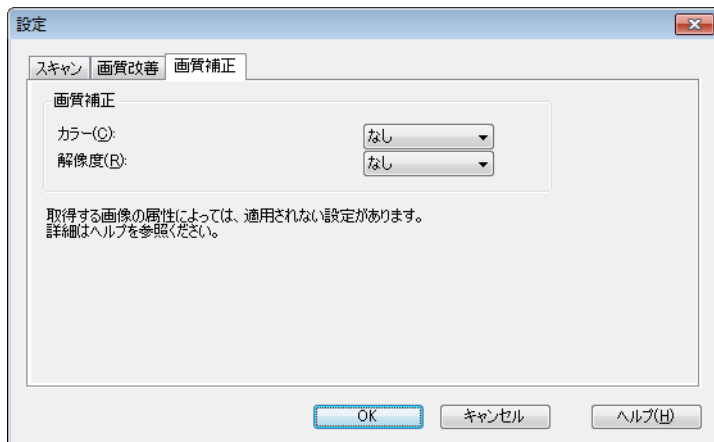 設定
スキャン 画質改善 画質補正
画質補正
カラー(C): なし
解像度(R): なし
取得する画像の属性によっては、適用されない設定があります。
詳細はヘルプを参照ください。
OK キャンセル ヘルプ(H)